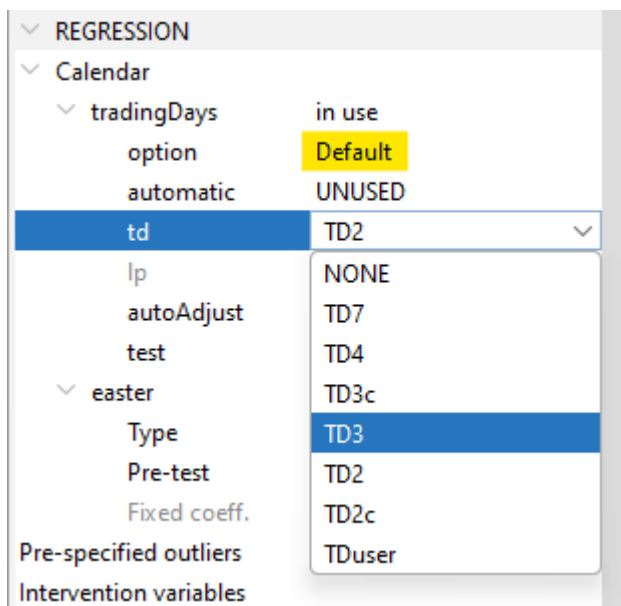 REGRESSION
Calendar
tradingDays in use
option Default
automatic UNUSED
td TD2
lp NONE
autoAdjust TD7
test TD4
easter TD3c
Type TD3
Pre-test TD2
Fixed coeff. TD2c
Pre-specified outliers TDuser
Intervention variables